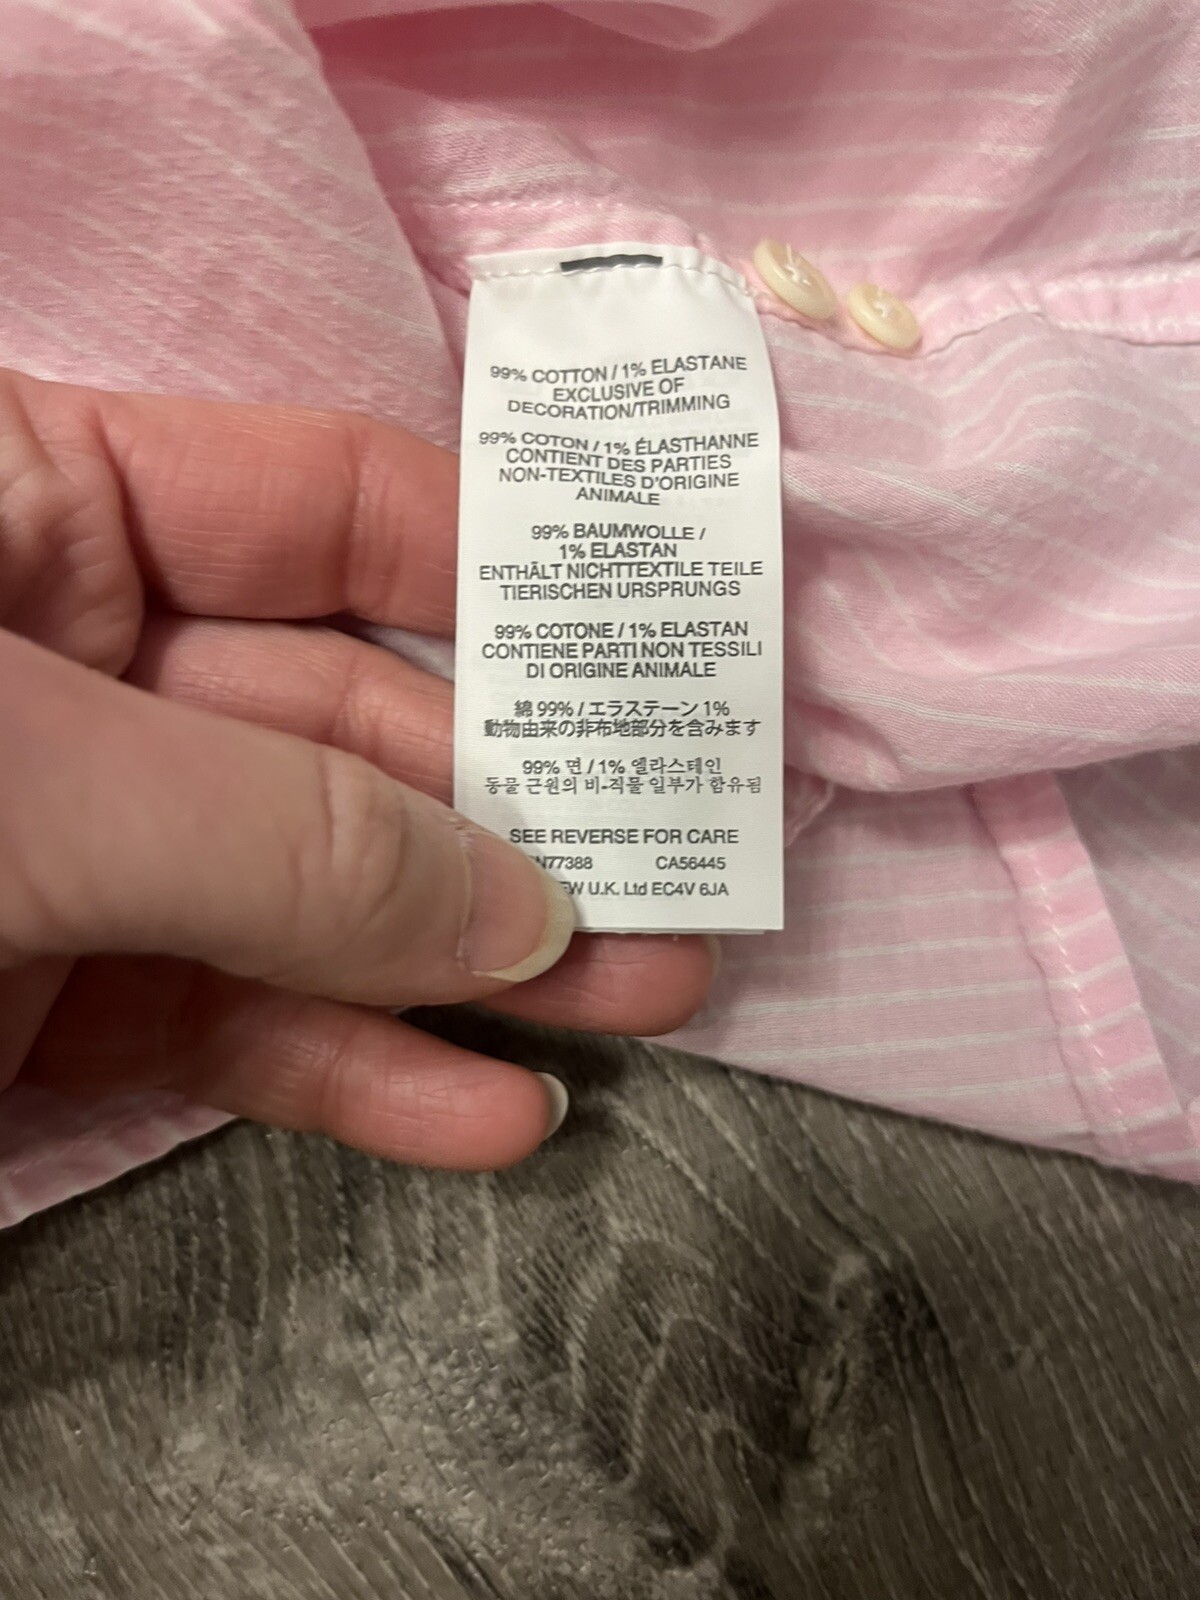 99% COTTON / 1% ELASTANE
EXCLUSIVE OF
DECORATION/TRIMMING
99% COTON / 1% ÉLASTHANNE
CONTIENT DES PARTIES
NON-TEXTILES D'ORIGINE
ANIMALE
99% BAUMWOLLE /
1% ELASTAN
ENTHÄLT NICHTTEXTILE TEILE
TIERISCHEN URSPRUNGS
99% COTONE / 1% ELASTAN
CONTIENE PARTI NON TESSILI
DI ORIGINE ANIMALE
綿 99% / エラステーン 1%
動物由来の非布地部分を含みます
99% 면 / 1% 엘라스테인
동물 근원의 비-직물 일부가 함유됨
SEE REVERSE FOR CARE
N77388 CA56445
EW U.K. Ltd EC4V 6JA